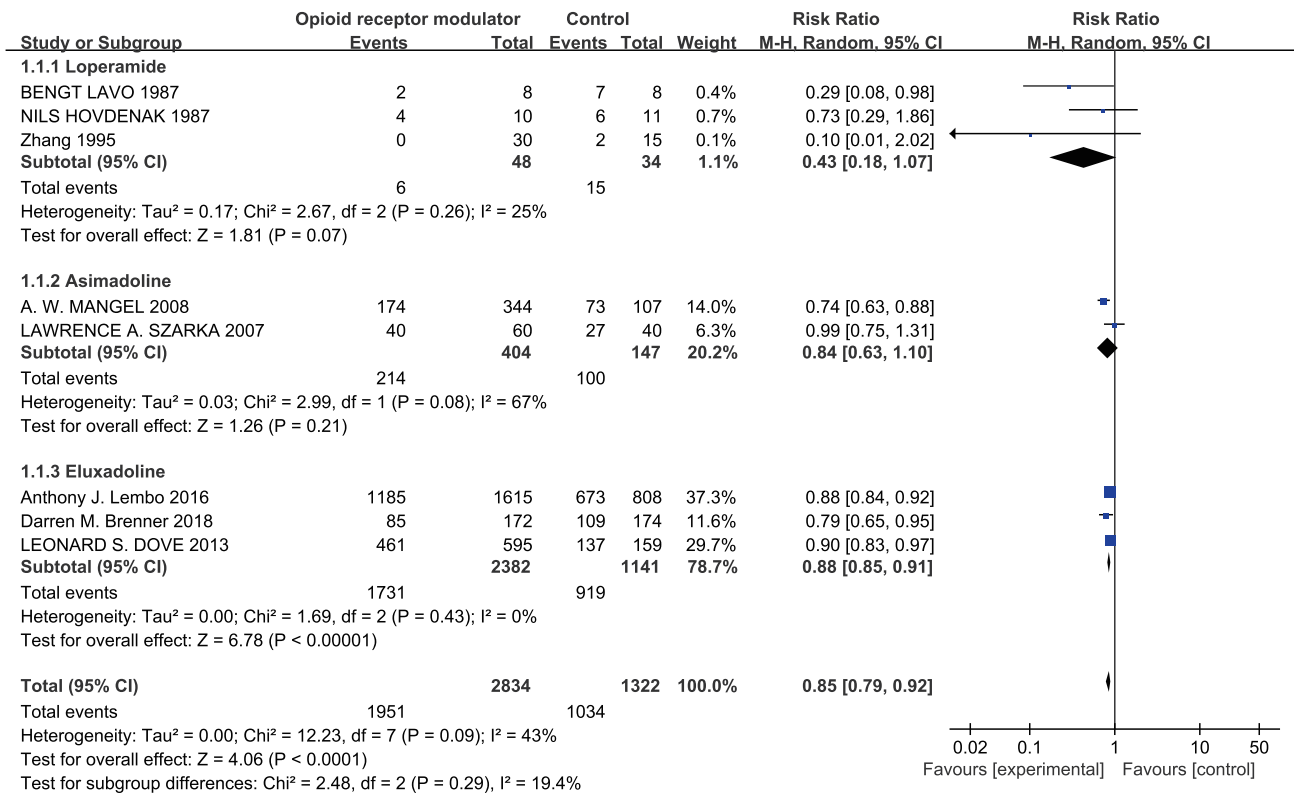 Opioid receptor modulator Control Risk Ratio Risk Ratio
Study or Subgroup Events Total Events Total Weight M-H, Random, 95% CI M-H, Random, 95% CI
1.1.1 Loperamide
BENGT LAVO 1987 2 8 7 8 0.4% 0.29 [0.08, 0.98]
NILS HOVDENAK 1987 4 10 6 11 0.7% 0.73 [0.29, 1.86]
Zhang 1995 0 30 2 15 0.1% 0.10 [0.01, 2.02]
Subtotal (95% CI) 48 34 1.1% 0.43 [0.18, 1.07]
Total events 6 15
Heterogeneity: Tau² = 0.17; Chi² = 2.67, df = 2 (P = 0.26); I² = 25%
Test for overall effect: Z = 1.81 (P = 0.07)
1.1.2 Asimadoline
A. W. MANGEL 2008 174 344 73 107 14.0% 0.74 [0.63, 0.88]
LAWRENCE A. SZARKA 2007 40 60 27 40 6.3% 0.99 [0.75, 1.31]
Subtotal (95% CI) 404 147 20.2% 0.84 [0.63, 1.10]
Total events 214 100
Heterogeneity: Tau² = 0.03; Chi² = 2.99, df = 1 (P = 0.08); I² = 67%
Test for overall effect: Z = 1.26 (P = 0.21)
1.1.3 Eluxadoline
Anthony J. Lembo 2016 1185 1615 673 808 37.3% 0.88 [0.84, 0.92]
Darren M. Brenner 2018 85 172 109 174 11.6% 0.79 [0.65, 0.95]
LEONARD S. DOVE 2013 461 595 137 159 29.7% 0.90 [0.83, 0.97]
Subtotal (95% CI) 2382 1141 78.7% 0.88 [0.85, 0.91]
Total events 1731 919
Heterogeneity: Tau² = 0.00; Chi² = 1.69, df = 2 (P = 0.43); I² = 0%
Test for overall effect: Z = 6.78 (P < 0.00001)
Total (95% CI) 2834 1322 100.0% 0.85 [0.79, 0.92]
Total events 1951 1034
Heterogeneity: Tau² = 0.00; Chi² = 12.23, df = 7 (P = 0.09); I² = 43%
Test for overall effect: Z = 4.06 (P < 0.0001)
Test for subgroup differences: Chi² = 2.48, df = 2 (P = 0.29), I² = 19.4%
0.02 0.1 1 10 50
Favours [experimental] Favours [control]